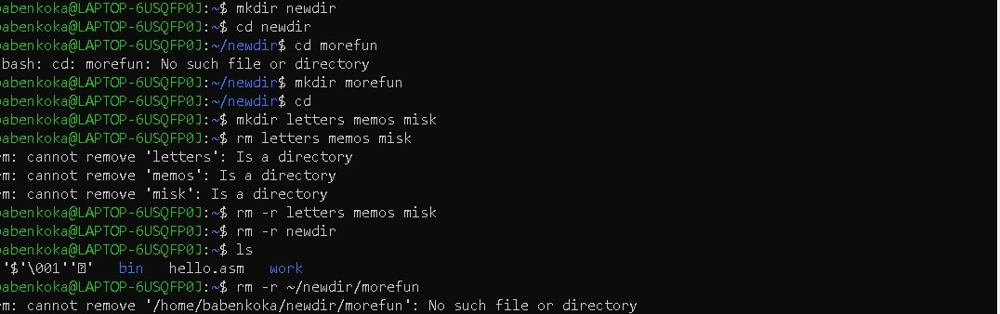 babenkoka@LAPTOP-6USQFP0J:~$ mkdir newdir
babenkoka@LAPTOP-6USQFP0J:~$ cd newdir
babenkoka@LAPTOP-6USQFP0J:~/newdir$ cd morefun
bash: cd: morefun: No such file or directory
babenkoka@LAPTOP-6USQFP0J:~/newdir$ mkdir morefun
babenkoka@LAPTOP-6USQFP0J:~/newdir$ cd
babenkoka@LAPTOP-6USQFP0J:~$ mkdir letters memos misk
babenkoka@LAPTOP-6USQFP0J:~$ rm letters memos misk
rm: cannot remove 'letters': Is a directory
rm: cannot remove 'memos': Is a directory
rm: cannot remove 'misk': Is a directory
babenkoka@LAPTOP-6USQFP0J:~$ rm -r letters memos misk
babenkoka@LAPTOP-6USQFP0J:~$ rm -r newdir
babenkoka@LAPTOP-6USQFP0J:~$ ls
'$'\001''�' bin hello.asm work
babenkoka@LAPTOP-6USQFP0J:~$ rm -r ~/newdir/morefun
rm: cannot remove '/home/babenkoka/newdir/morefun': No such file or directory